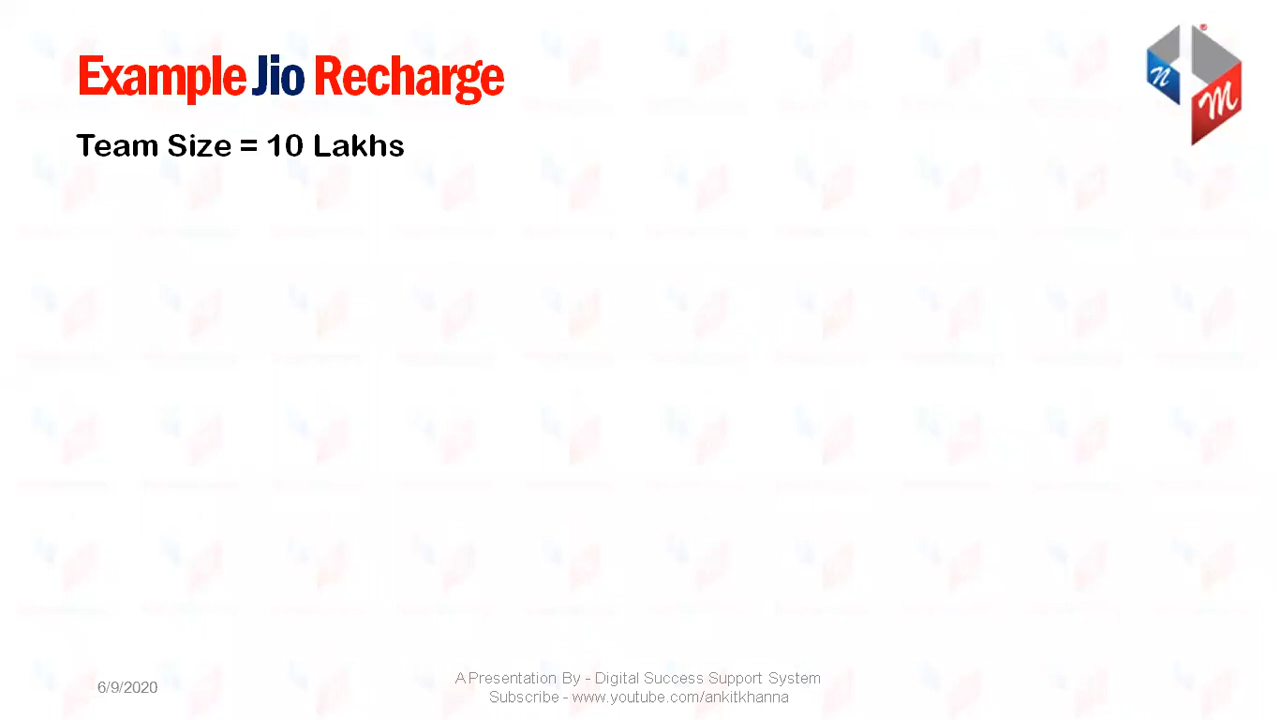 Example Jio Recharge
Team Size = 10 Lakhs
n
m
6/9/2020
A Presentation By - Digital Success Support System
Subscribe - www.youtube.com/ankitkhanna